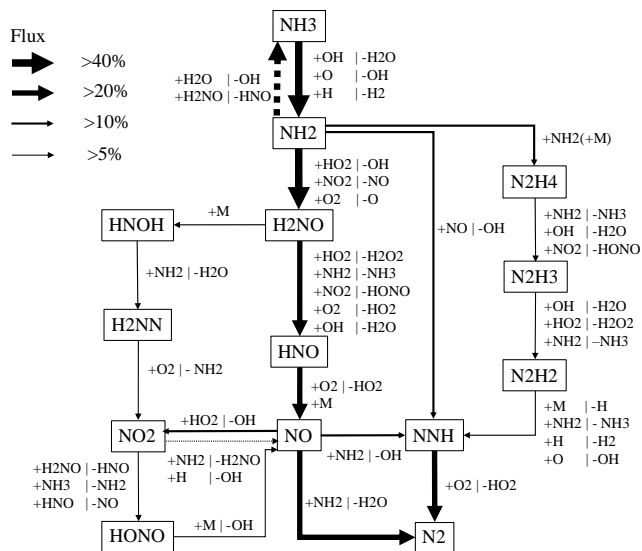 NH3
Flux
>40%
>20%
>10%
>5%
+OH | -H2O
+O | -OH
+H | -H2
+H2O | -OH
+H2NO | -HNO
NH2
+NH2(+M)
+HO2 | -OH
+NO2 | -NO
+O2 | -O
N2H4
HNOH
+M
H2NO
+NO | -OH
+NH2 | -NH3
+OH | -H2O
+NO2 | -HONO
+NH2 | -H2O
+HO2 | -H2O2
+NH2 | -NH3
+NO2 | -HONO
+O2 | -HO2
+OH | -H2O
N2H3
H2NN
+OH | -H2O
+HO2 | -H2O2
+NH2 | –NH3
HNO
+O2 | - NH2
+O2 | -HO2
+M
N2H2
+M | -H
+NH2 | - NH3
+H | -H2
+O | -OH
NO2
+HO2 | -OH
NO
+NH2 | -OH
NNH
+NH2 | -H2NO
+H | -OH
+H2NO | -HNO
+NH3 | -NH2
+HNO | -NO
+NH2 | -H2O
+O2 | -HO2
HONO
+M | -OH
N2